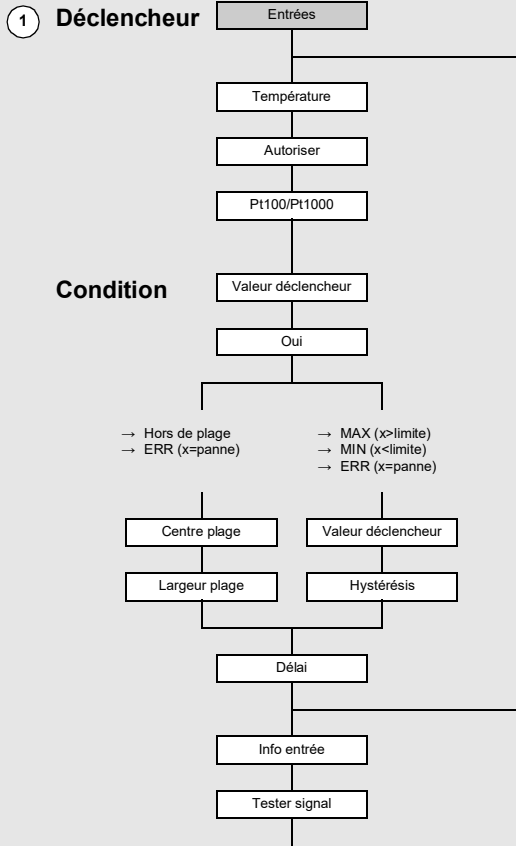 1 Déclencheur
Entrées
Température
Autoriser
Pt100/Pt1000
Condition
Valeur déclencheur
Oui
→ Hors de plage
→ ERR (x=panne)
→ MAX (x>limite)
→ MIN (x<limite)
→ ERR (x=panne)
Centre plage
Valeur déclencheur
Largeur plage
Hystérésis
Délai
Info entrée
Tester signal